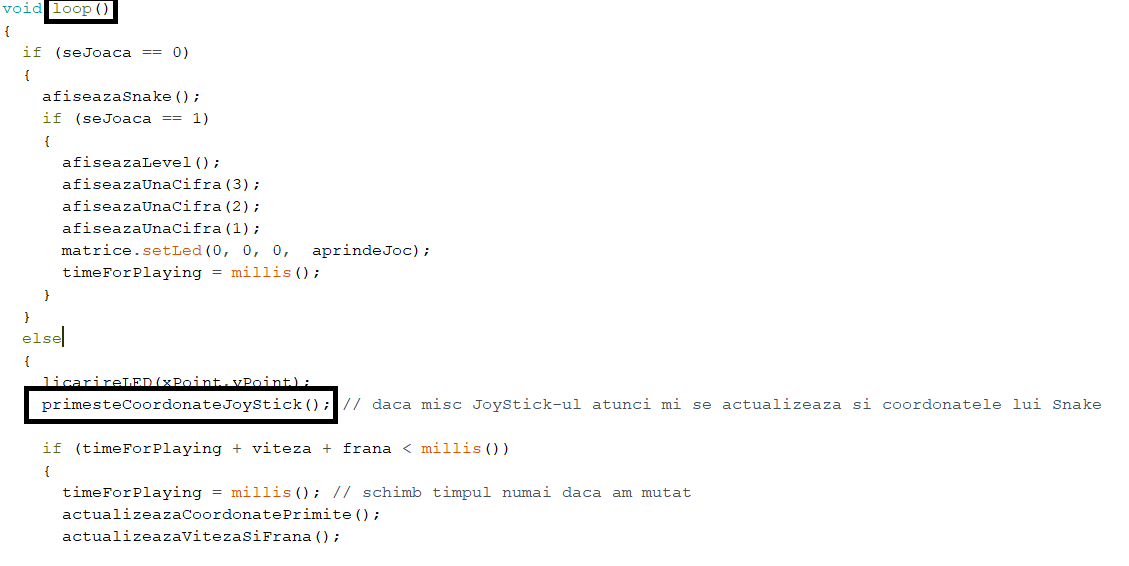 void loop()
{
  if (seJoaca == 0)
  {
    afiseazaSnake();
    if (seJoaca == 1)
    {
      afiseazaLevel();
      afiseazaUnaCifra(3);
      afiseazaUnaCifra(2);
      afiseazaUnaCifra(1);
      matrice.setLed(0, 0, 0,  aprindeJoc);
      timeForPlaying = millis();
    }
  }
  else
  {
    licarireLED(xPoint,yPoint);
    primesteCoordonateJoyStick(); // daca misc JoyStick-ul atunci mi se actualizeaza si coordonatele lui Snake
    if (timeForPlaying + viteza + frana < millis())
    {
      timeForPlaying = millis(); // schimb timpul numai daca am mutat
      actualizeazaCoordonatePrimite();
      actualizeazaVitezaSiFrana();